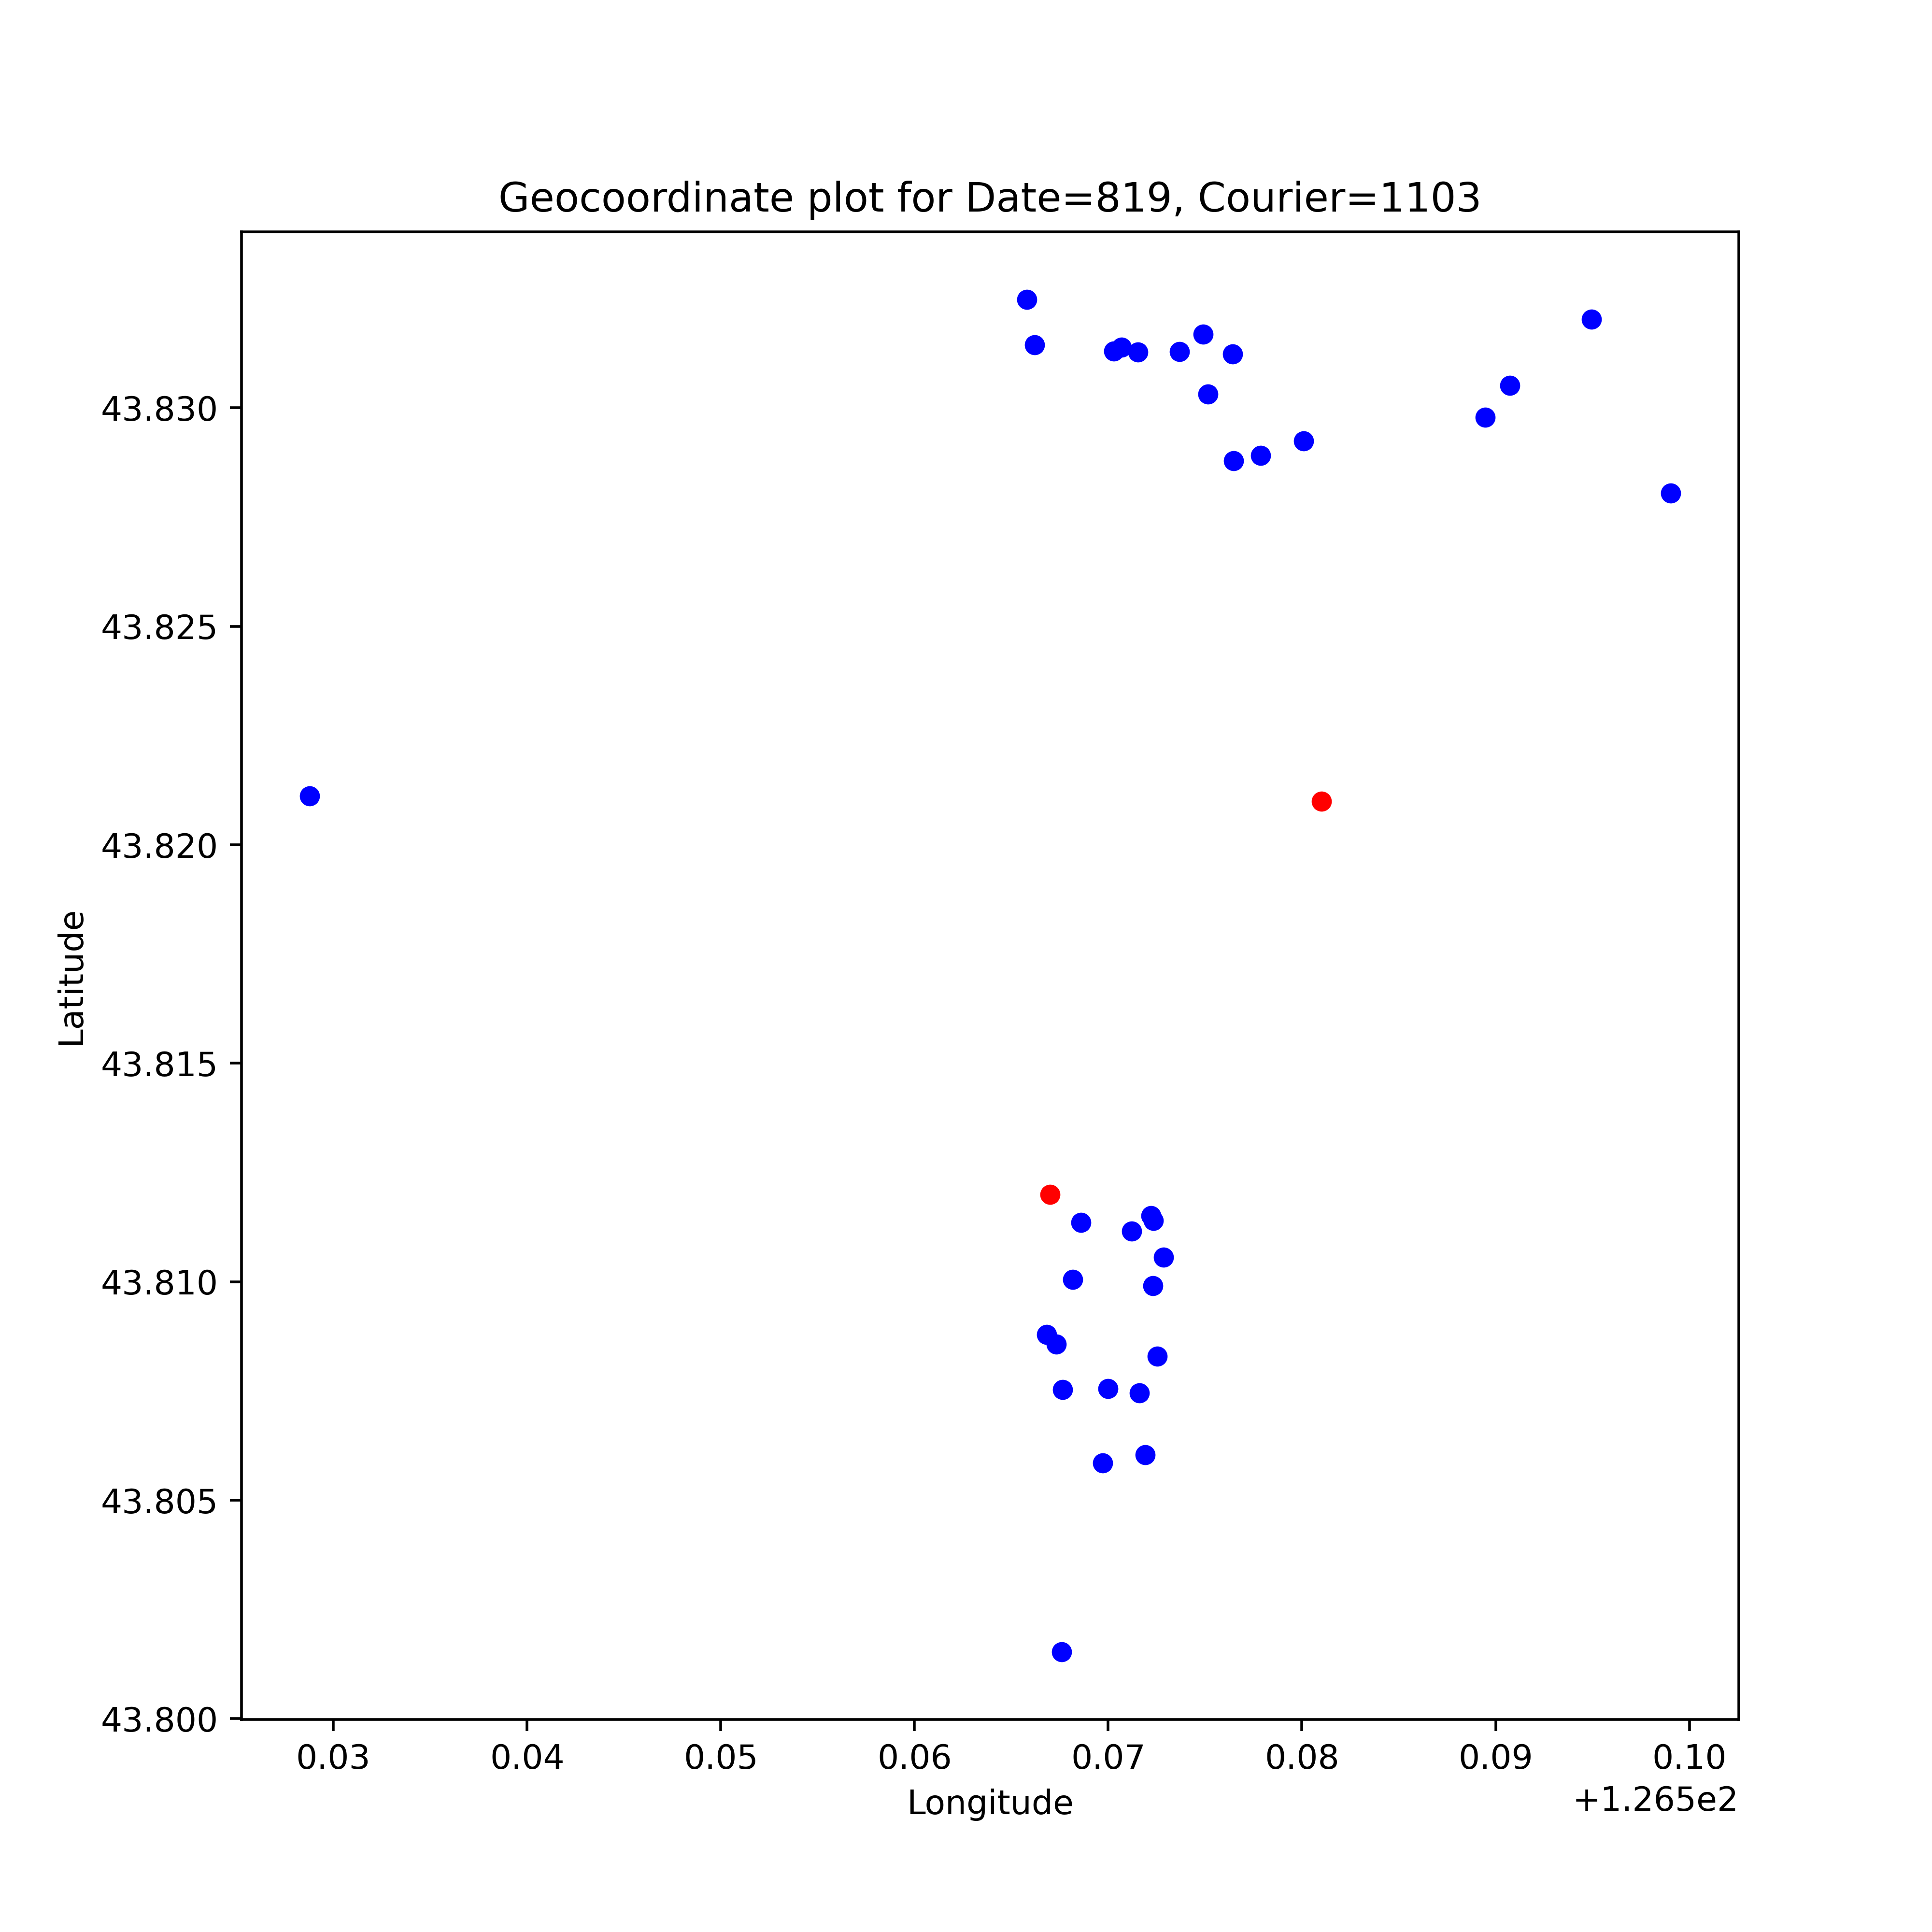 Geocoordinate plot for Date=819, Courier=1103
43.830
43.825
43.820
43.815
43.810
43.805
43.800
Latitude
0.03 0.04 0.05 0.06 0.07 0.08 0.09 0.10
Longitude
+1.265e2